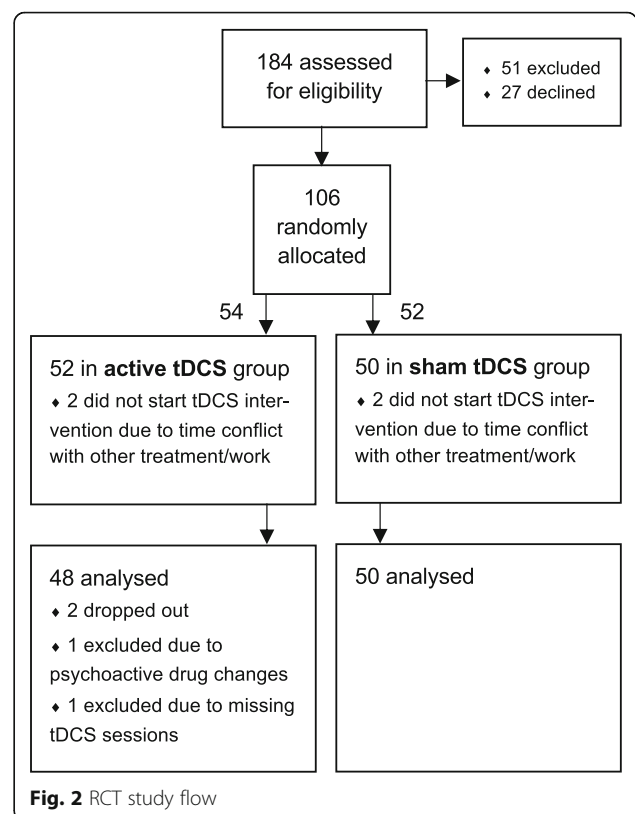 184 assessed
for eligibility
♦ 51 excluded
♦ 27 declined
106
randomly
allocated
54
52
52 in active tDCS group
♦ 2 did not start tDCS inter-
vention due to time conflict
with other treatment/work
50 in sham tDCS group
♦ 2 did not start tDCS inter-
vention due to time conflict
with other treatment/work
48 analysed
♦ 2 dropped out
♦ 1 excluded due to
psychoactive drug changes
♦ 1 excluded due to missing
tDCS sessions
50 analysed
Fig. 2 RCT study flow